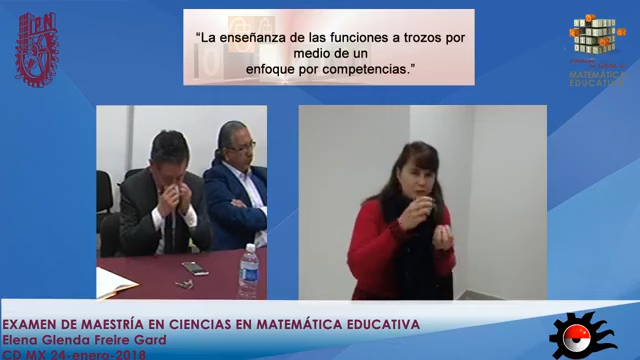 “La enseñanza de las funciones a trozos por
medio de un
enfoque por competencias.”
MATEMÁTICA
EDUCATIVA
EXAMEN DE MAESTRÍA EN CIENCIAS EN MATEMÁTICA EDUCATIVA
Elena Glenda Freire Gard
CD MX 24-enero-2018